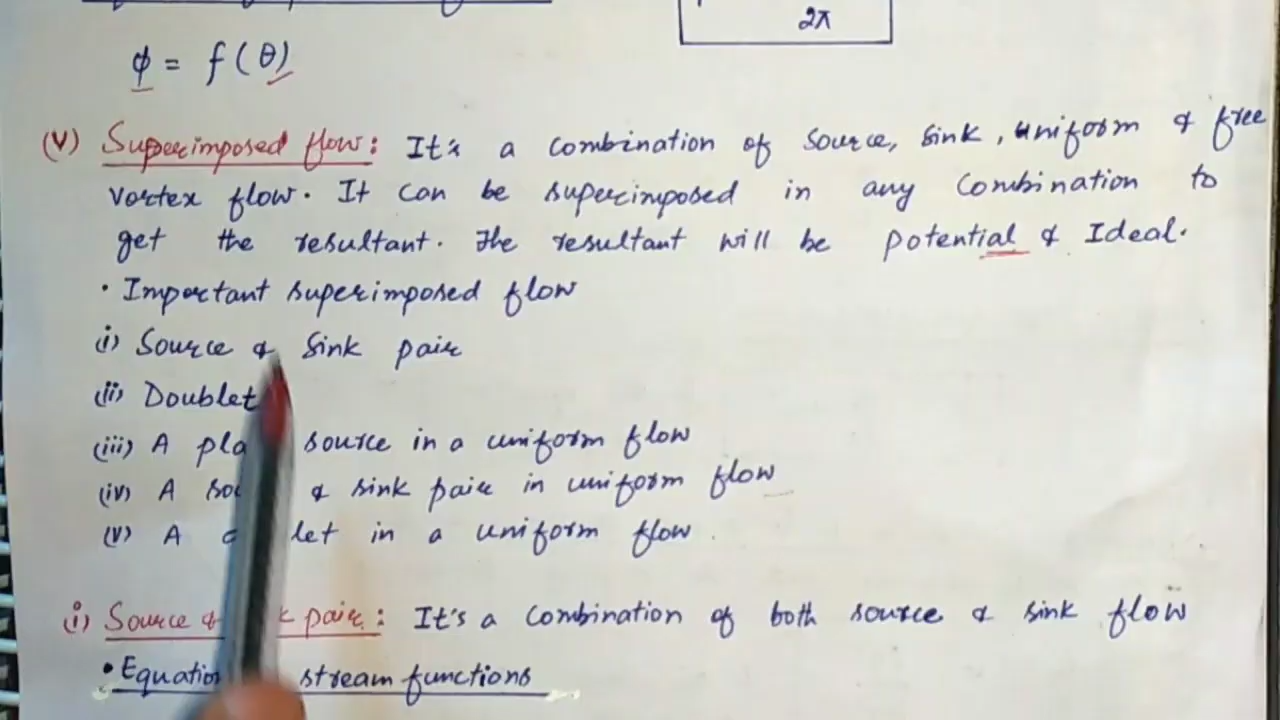 2π
ϕ = f(θ)
(V) Superimposed flow: It's a combination of source, sink, uniform & free
vortex flow. It can be superimposed in any combination to
get the resultant. The resultant will be potential & Ideal.
• Important superimposed flow
(i) Source & sink pair
(ii) Doublet
(iii) A source in a uniform flow
(iv) A & sink pair in uniform flow
(v) A in a uniform flow
(i) Source & pair: It's a combination of both source & sink flow
• stream functions